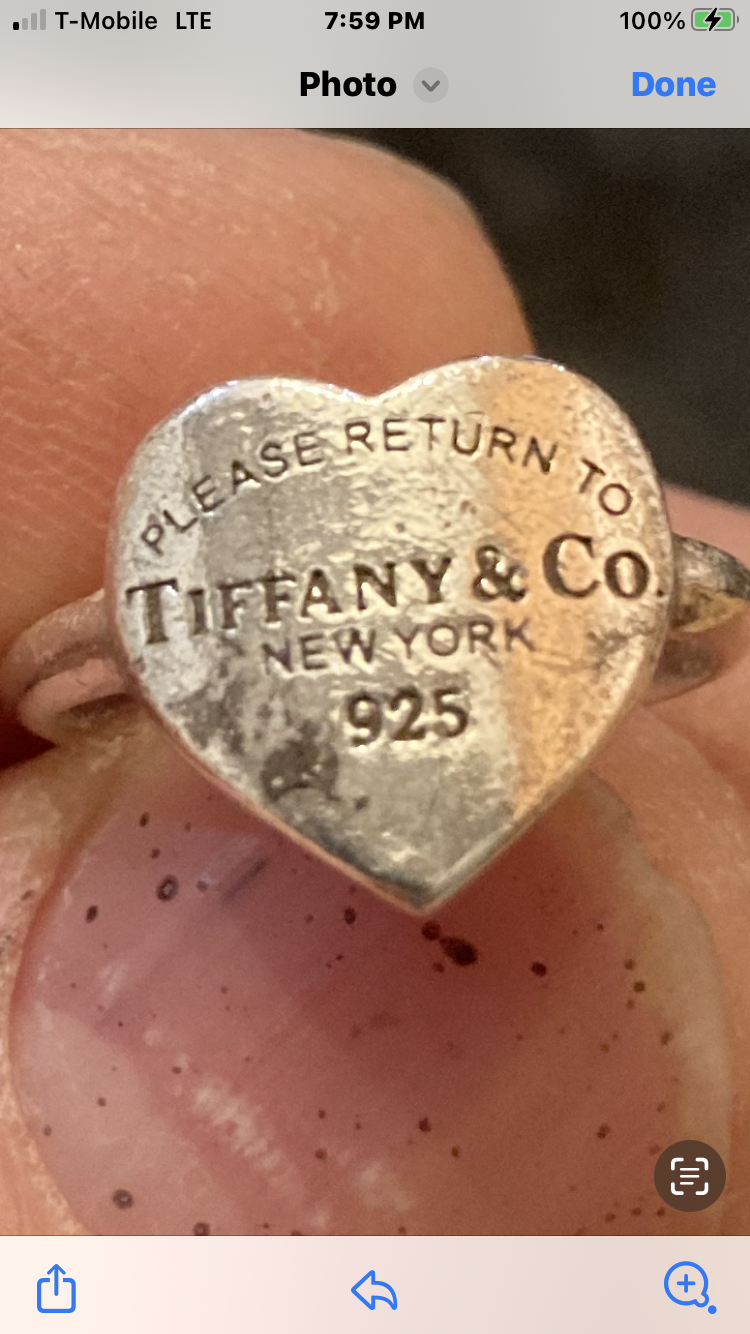 T-Mobile LTE 7:59 PM 100%
Photo Done
PLEASE RETURN TO
TIFFANY & CO.
NEW YORK
925